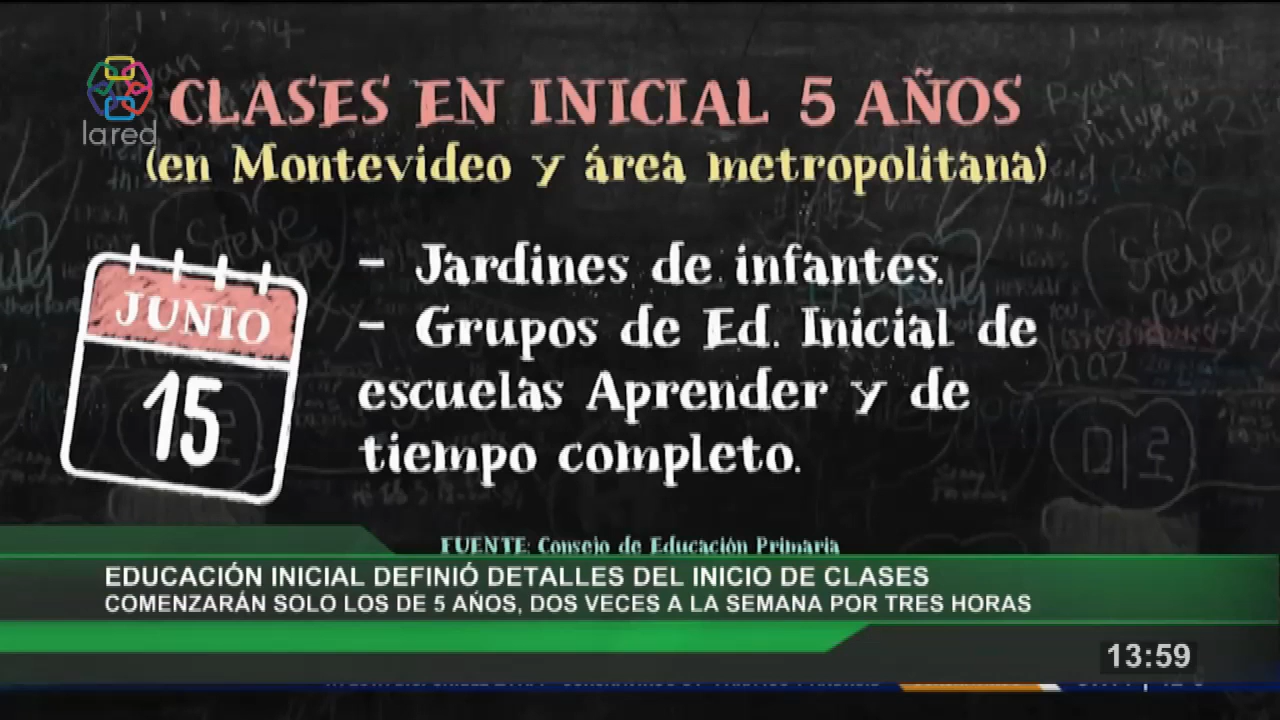 lared
CLASES EN INICIAL 5 AÑOS
(en Montevideo y área metropolitana)
JUNIO
15
- Jardines de infantes.
- Grupos de Ed. Inicial de
escuelas Aprender y de
tiempo completo.
FUENTE: Consejo de Educación Primaria
EDUCACIÓN INICIAL DEFINIÓ DETALLES DEL INICIO DE CLASES
COMENZARÁN SOLO LOS DE 5 AÑOS, DOS VECES A LA SEMANA POR TRES HORAS
13:59